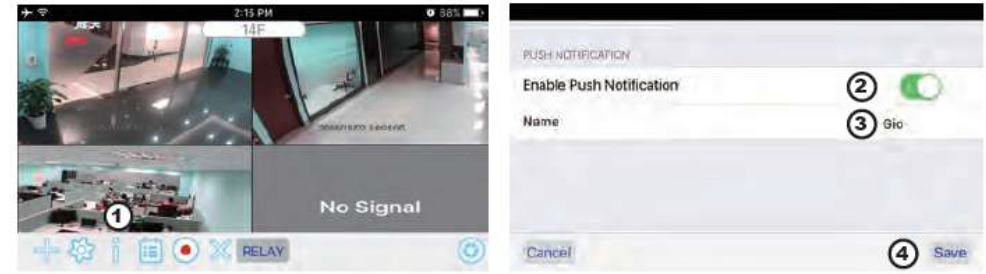 2:15 PM
88%
14F
No Signal
1
RELAY
PUSH NOTIFICATION
Enable Push Notification
2
Name
3
Gio
Cancel
4
Save